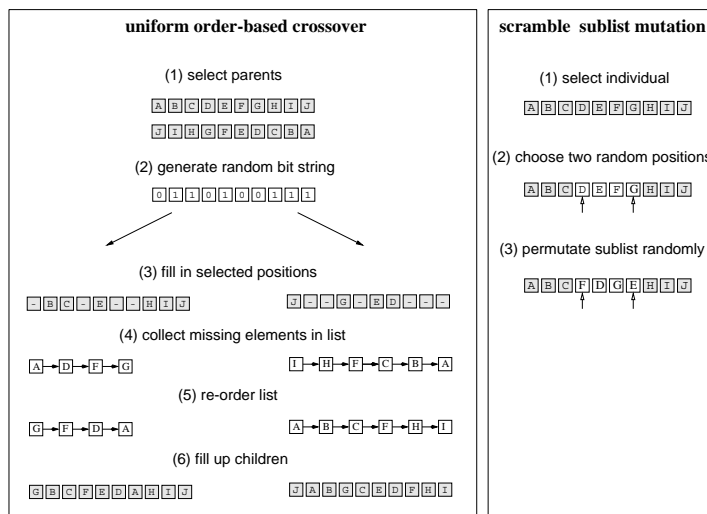 uniform order-based crossover
(1) select parents
A B C D E F G H I J
J I H G F E D C B A
(2) generate random bit string
0 1 1 0 1 0 0 1 1 1
(3) fill in selected positions
- B C - E - - H I J
J - - G - E D - - -
(4) collect missing elements in list
A D F G
I H F C B A
(5) re-order list
G F D A
A B C F H I
(6) fill up children
G B C F E D A H I J
J A B G C E D F H I
scramble sublist mutation
(1) select individual
A B C D E F G H I J
(2) choose two random positions
A B C D E F G H I J
(3) permutate sublist randomly
A B C F D G E H I J